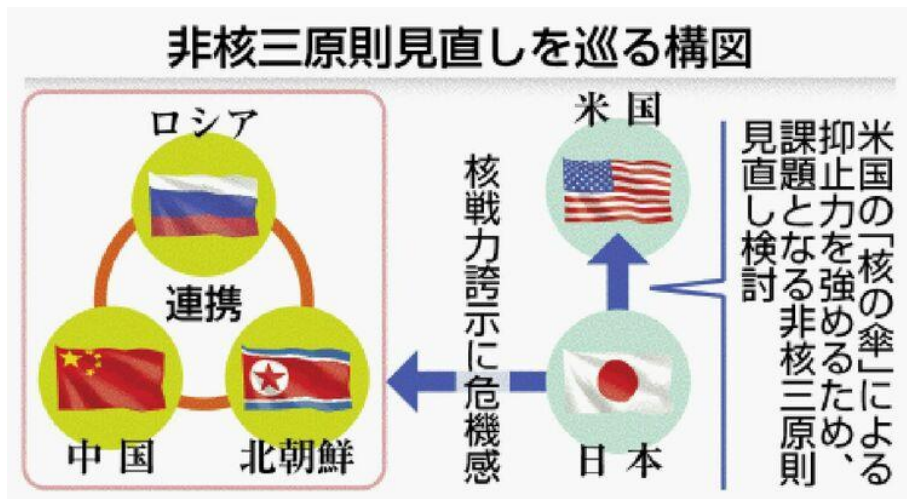 非核三原則見直しを巡る構図
ロシア
連携
中国
北朝鮮
核戦力誇示に危機感
米国
日本
米国の「核の傘」による
抑止力を強めるため、
課題となる非核三原則
見直し検討